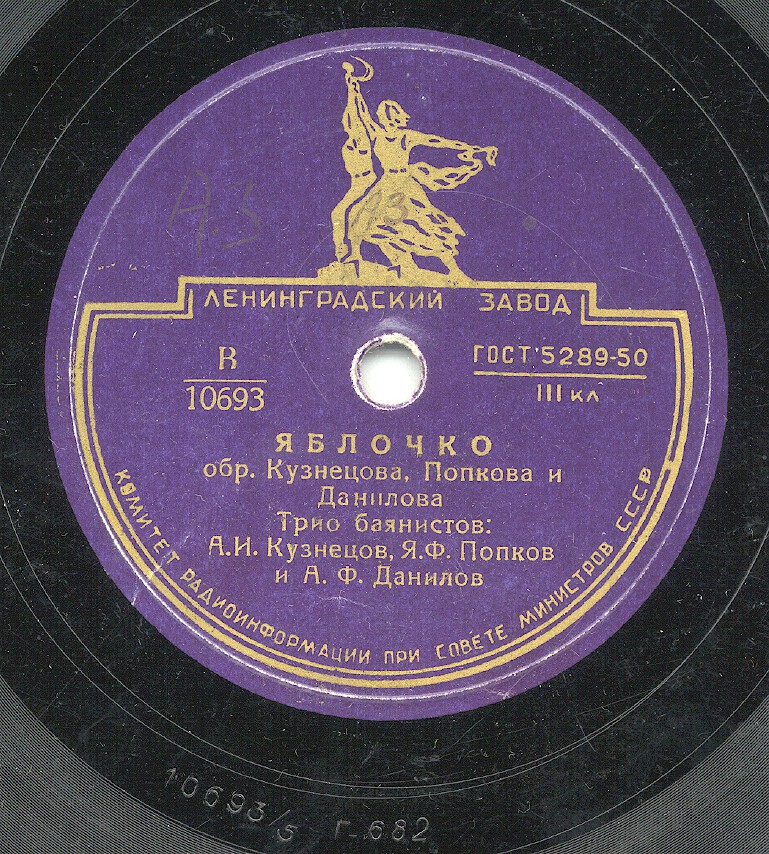 А.З
АЗ
ЛЕНИНГРАДСКИЙ ЗАВОД
В
10693
ГОСТ 5289-50
III кл
ЯБЛОЧКО
обр. Кузнецова, Попкова и
Данилова
Трио баянистов:
А.И. Кузнецов, Я.Ф. Попков
и А. Ф. Данилов
КОМИТЕТ РАДИОИНФОРМАЦИИ ПРИ СОВЕТЕ МИНИСТРОВ СССР
10693/5 Г-682